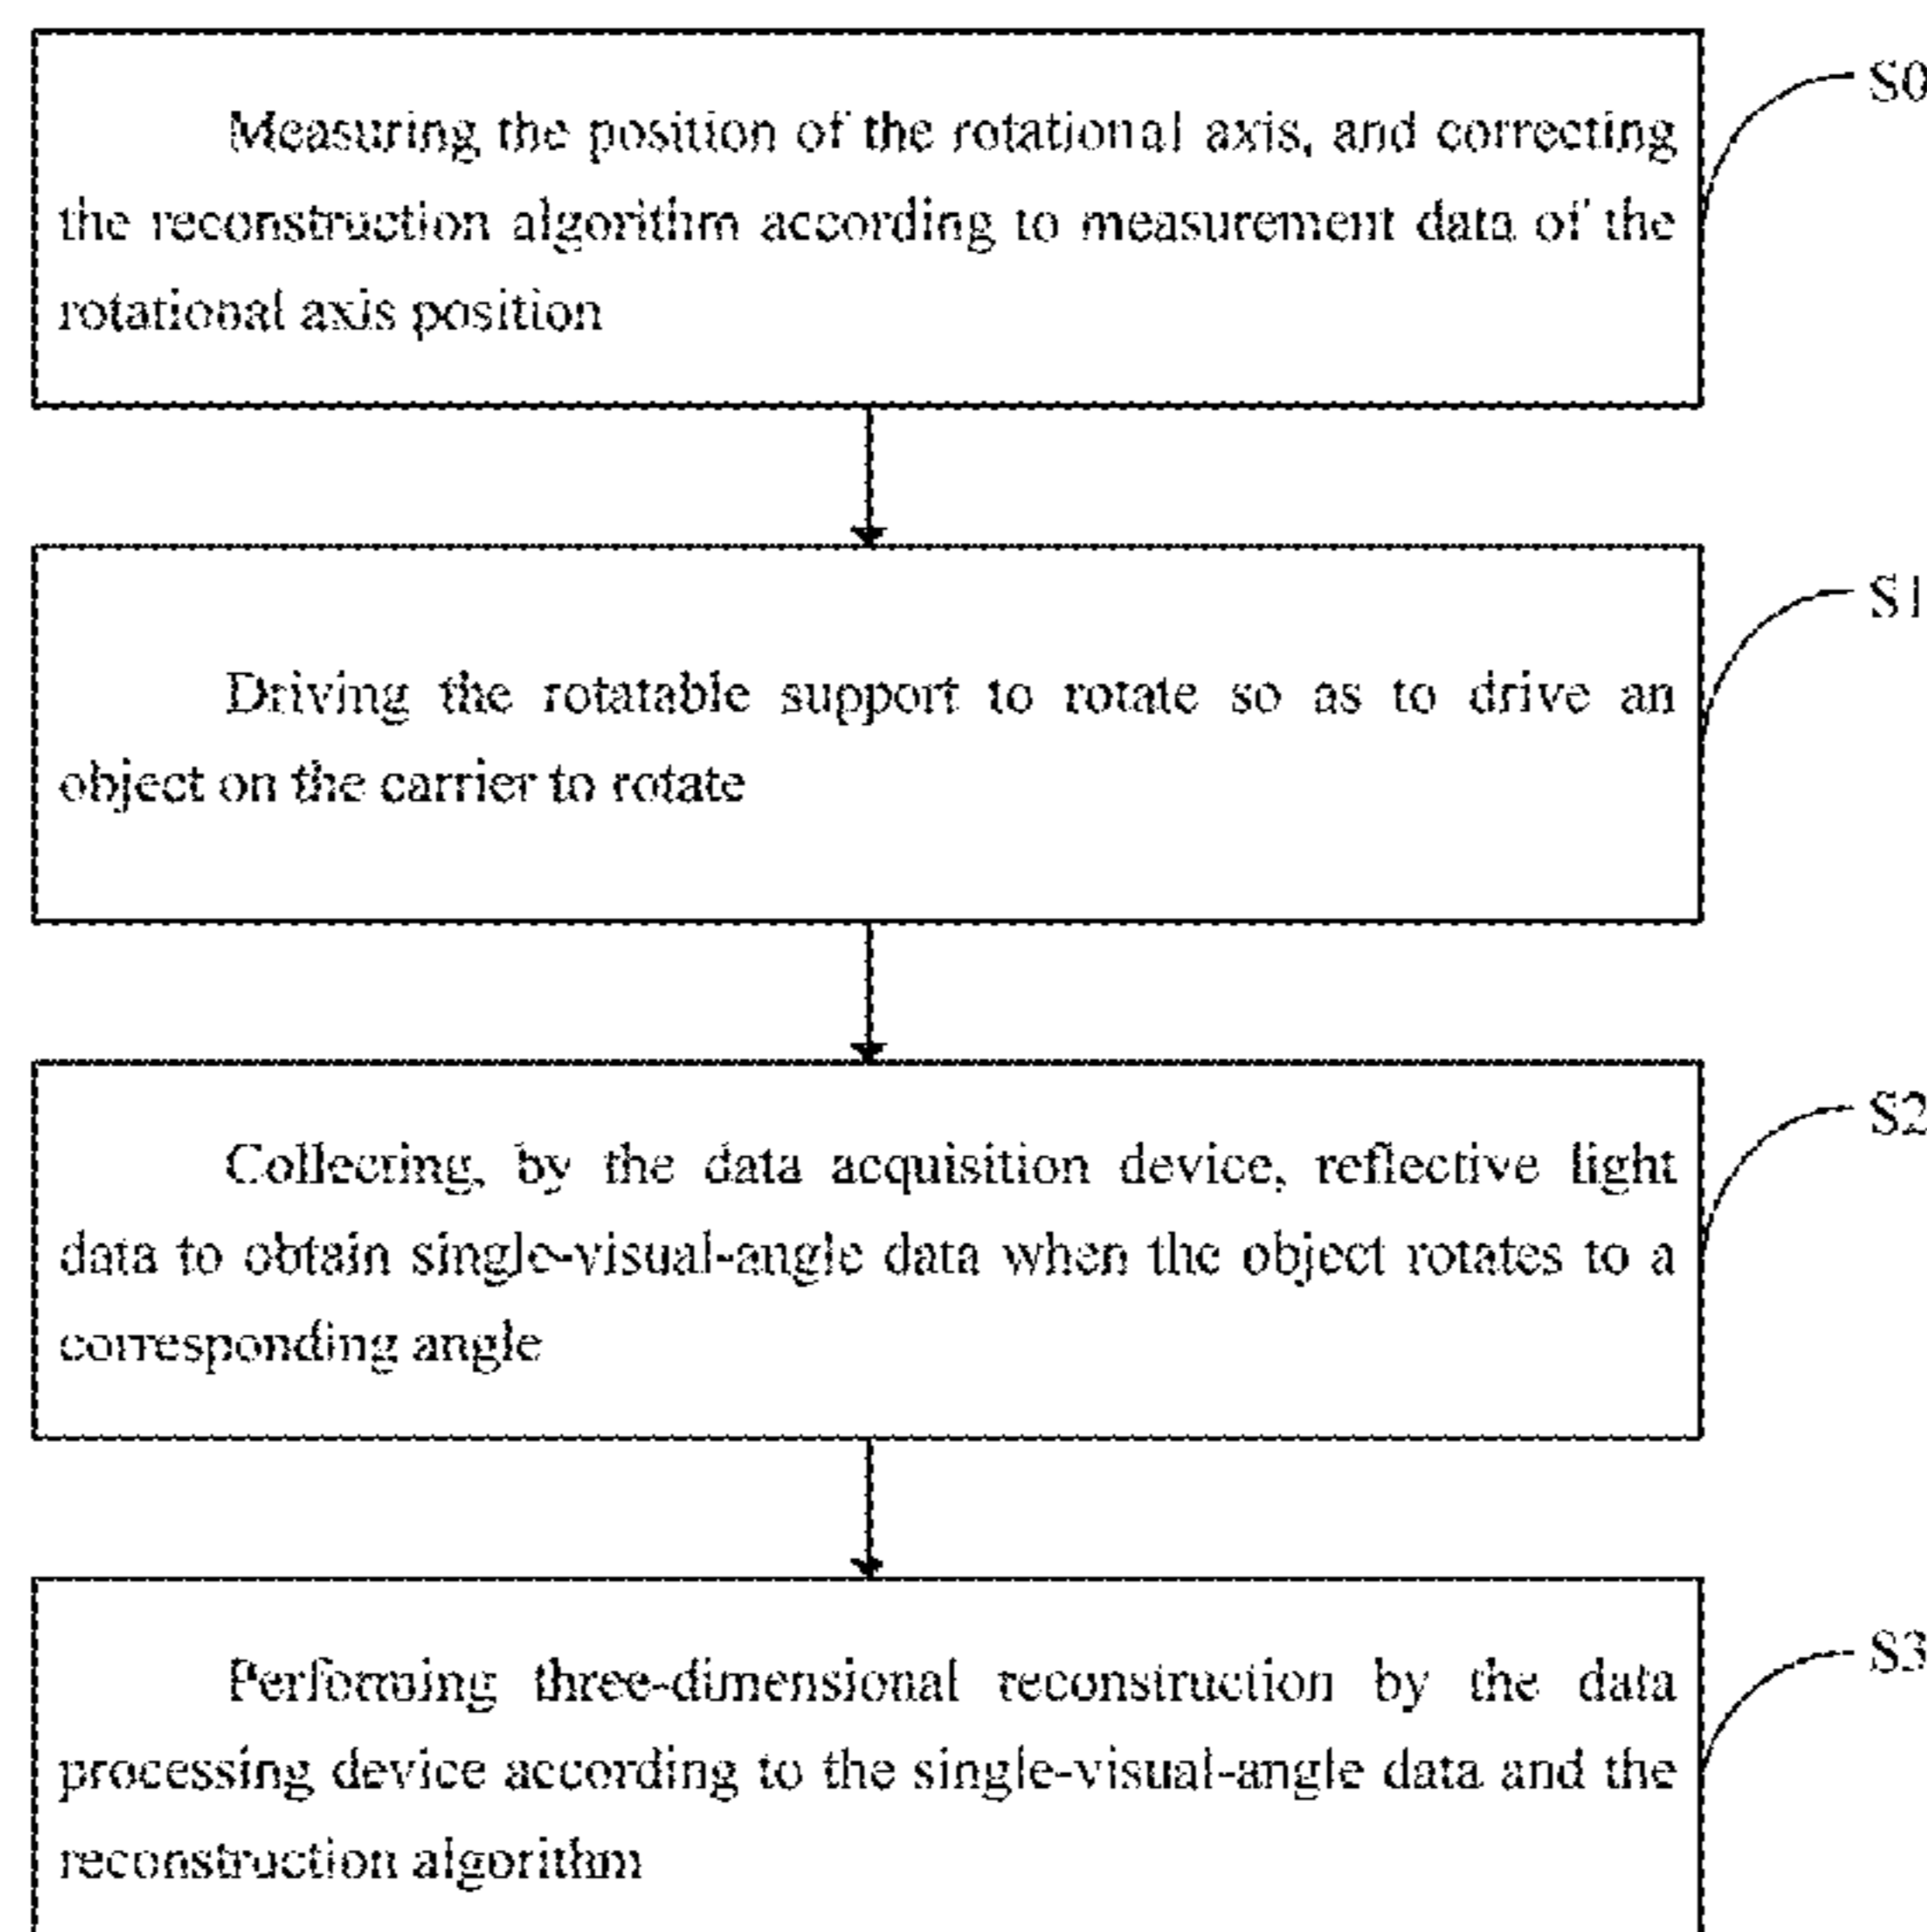 S0
Measuring the position of the rotational axis, and correcting
the reconstruction algorithm according to measurement data of the
rotational axis position
S1
Driving the rotatable support to rotate so as to drive an
object on the carrier to rotate
S2
Collecting, by the data acquisition device, reflective light
data to obtain single-visual-angle data when the object rotates to a
corresponding angle
S3
Performing three-dimensional reconstruction by the data
processing device according to the single-visual-angle data and the
reconstruction algorithm